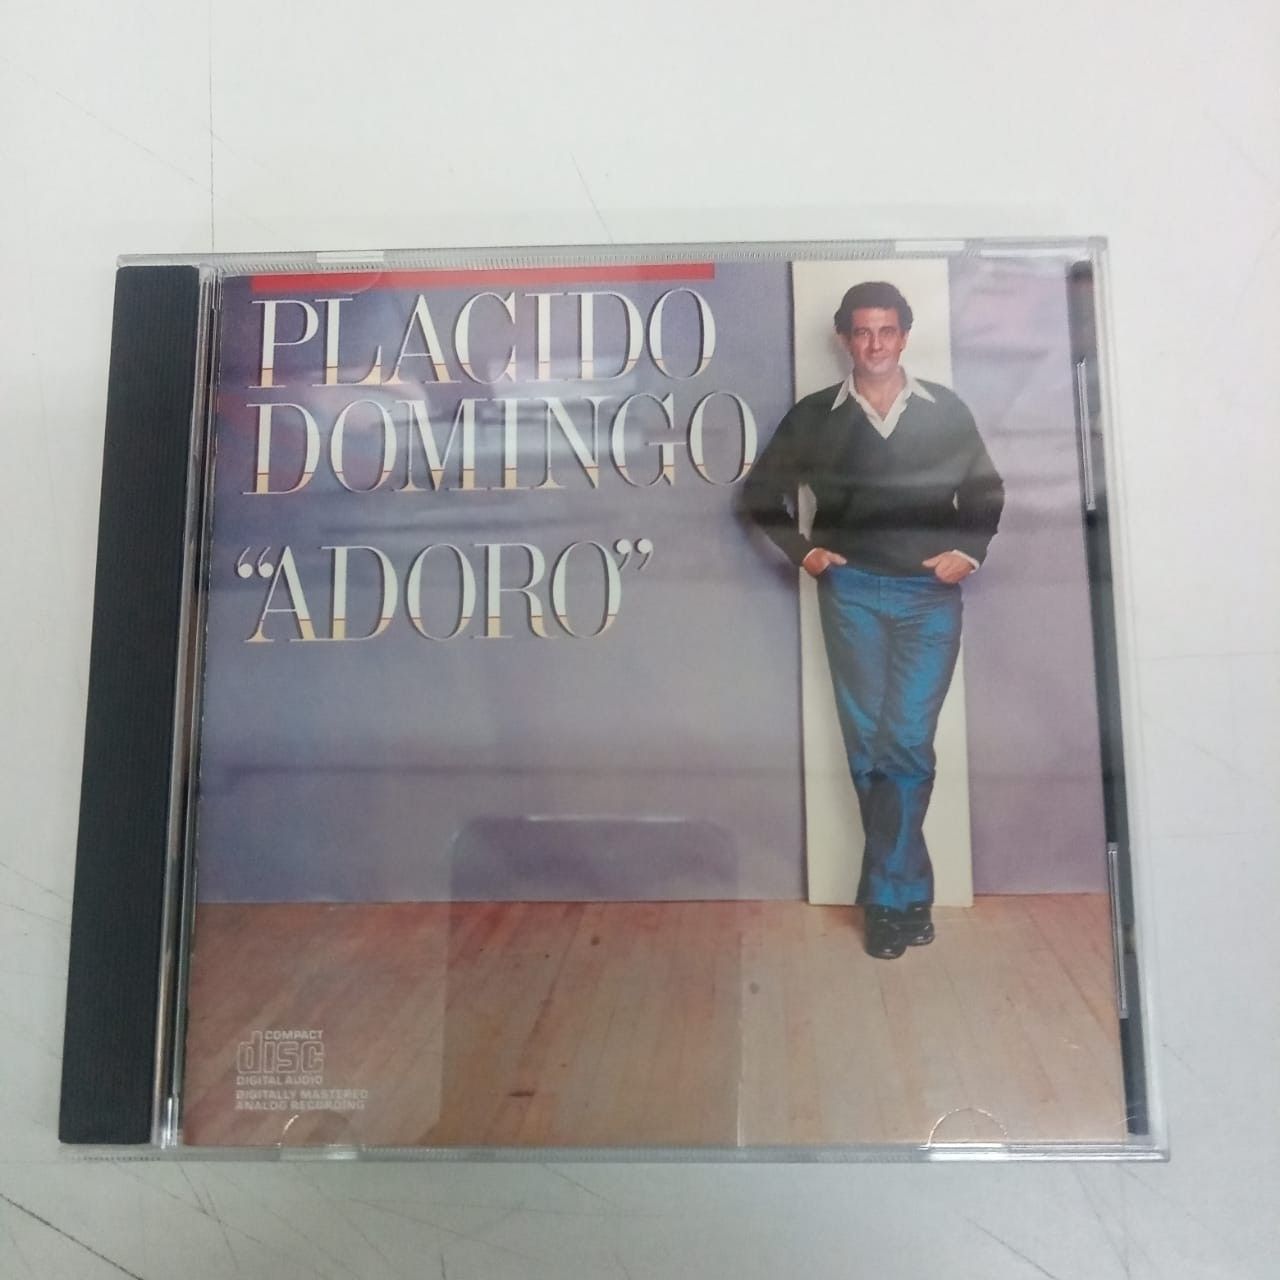 PLACIDO
DOMINGO
“ADORO”
COMPACT
disc
DIGITAL AUDIO
DIGITALLY MASTERED
ANALOG RECORDING